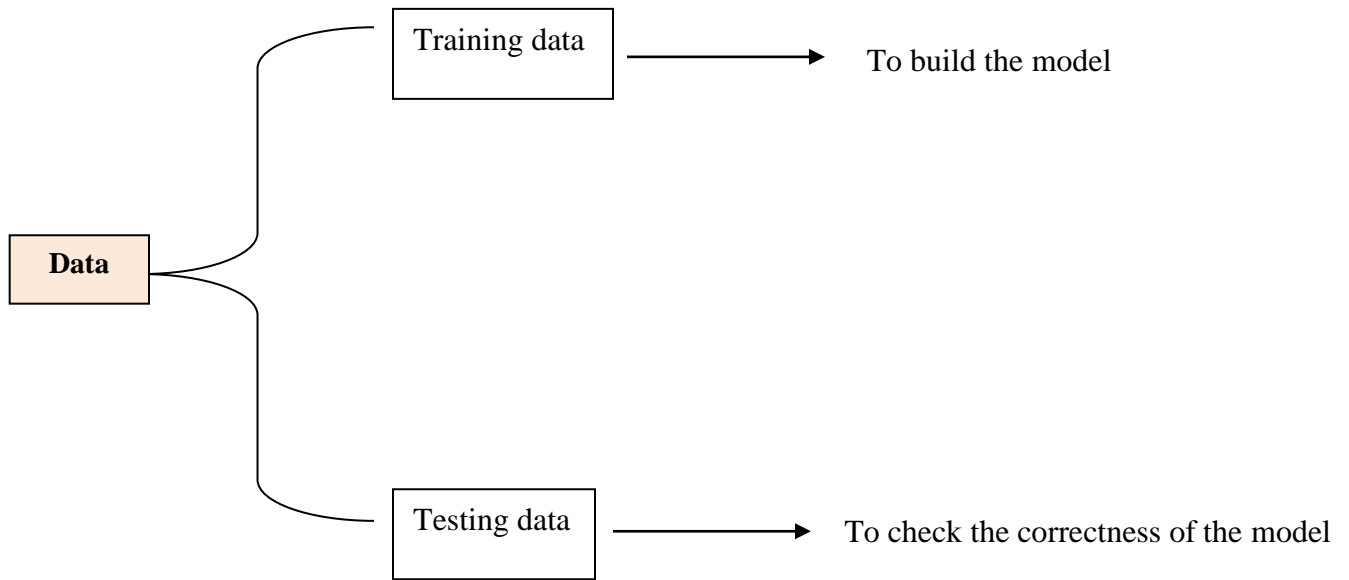 Training data
To build the model
Data
Testing data
To check the correctness of the model